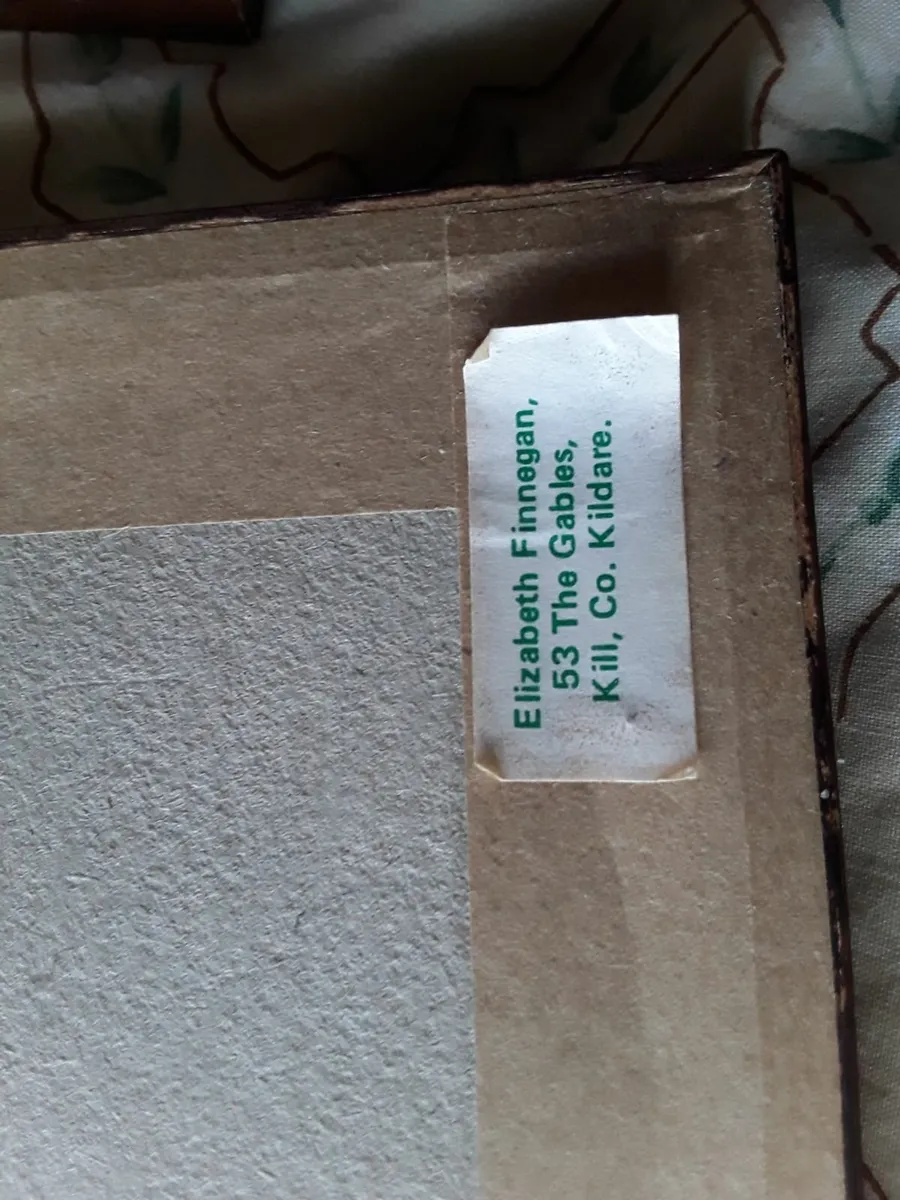 Elizabeth Finnegan,
53 The Gables,
Kill, Co. Kildare.